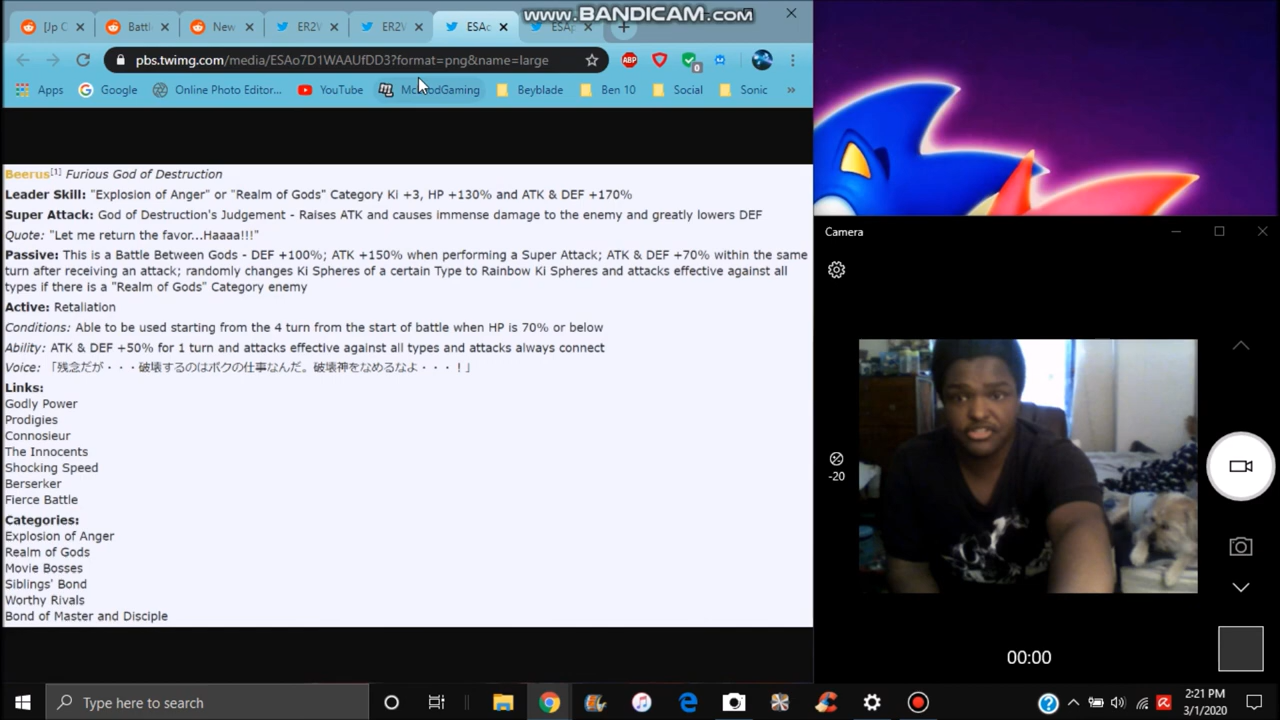 www.BANDICAM.com
[Jp C
Battl
New
ER2V
ER2V
ESAc
ESA
pbs.twimg.com/media/ESAo7D1WAAUfDD3?format=png&name=large
ABP
0
Apps
Google
Online Photo Editor...
YouTube
McLeodGaming
Beyblade
Ben 10
Social
Sonic
»
Beerus[1] Furious God of Destruction
Leader Skill: "Explosion of Anger" or "Realm of Gods" Category Ki +3, HP +130% and ATK & DEF +170%
Super Attack: God of Destruction's Judgement - Raises ATK and causes immense damage to the enemy and greatly lowers DEF
Quote: "Let me return the favor...Haaaa!!!"
Passive: This is a Battle Between Gods - DEF +100%; ATK +150% when performing a Super Attack; ATK & DEF +70% within the same
turn after receiving an attack; randomly changes Ki Spheres of a certain Type to Rainbow Ki Spheres and attacks effective against all
types if there is a "Realm of Gods" Category enemy
Active: Retaliation
Conditions: Able to be used starting from the 4 turn from the start of battle when HP is 70% or below
Ability: ATK & DEF +50% for 1 turn and attacks effective against all types and attacks always connect
Voice: 「残念だが・・・破壊するのはボクの仕事なんだ。破壊神をなめるなよ・・・！」
Links:
Godly Power
Prodigies
Connosieur
The Innocents
Shocking Speed
Berserker
Fierce Battle
Categories:
Explosion of Anger
Realm of Gods
Movie Bosses
Siblings' Bond
Worthy Rivals
Bond of Master and Disciple
Camera
-20
00:00
Type here to search
2:21 PM
3/1/2020